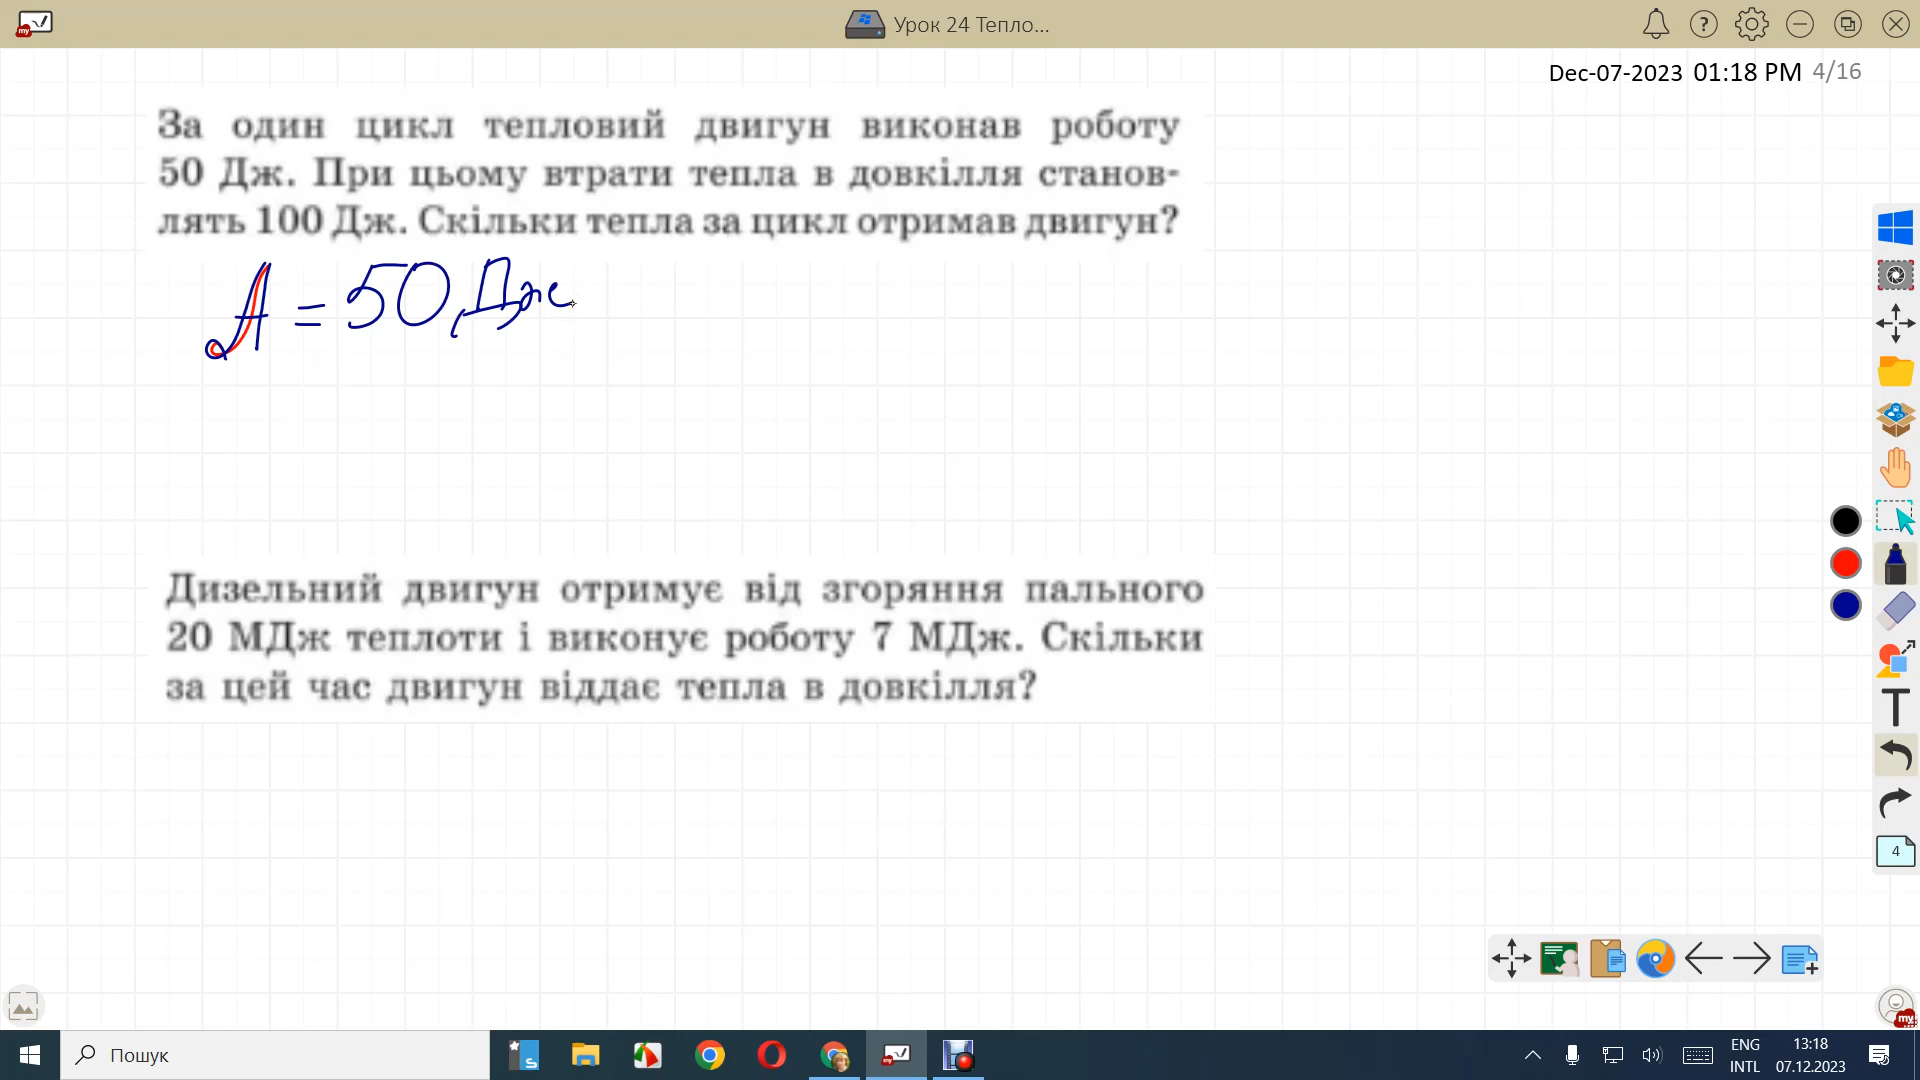 Урок 24 Тепло...
Dec-07-2023 01:18 PM 4/16
За один цикл тепловий двигун виконав роботу
50 Дж. При цьому втрати тепла в довкілля станов-
лять 100 Дж. Скільки тепла за цикл отримав двигун?
A = 50 Дж
Дизельний двигун отримує від згоряння пального
20 МДж теплоти і виконує роботу 7 МДж. Скільки
за цей час двигун віддає тепла в довкілля?
4
my
Пошук
ENG
INTL
13:18
07.12.2023